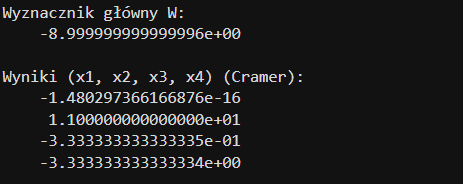 Wyznacznik główny W:
-8.999999999999996e+00
Wyniki (x1, x2, x3, x4) (Cramer):
-1.480297366166876e-16
1.100000000000000e+01
-3.333333333333335e-01
-3.333333333333334e+00